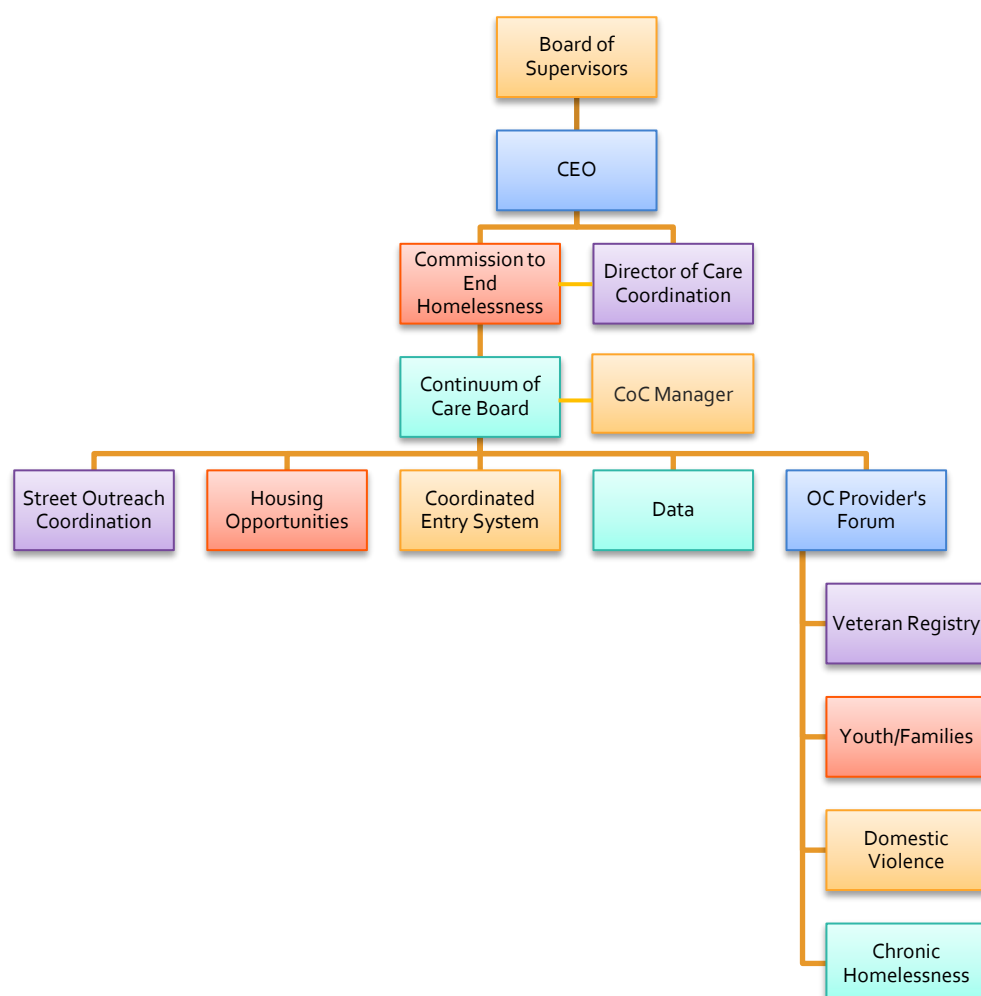 Board of
Supervisors
CEO
Commission to
End
Homelessness
Director of Care
Coordination
Continuum of
Care Board
CoC Manager
Street Outreach
Coordination
Housing
Opportunities
Coordinated
Entry System
Data
OC Provider's
Forum
Veteran Registry
Youth/Families
Domestic
Violence
Chronic
Homelessness